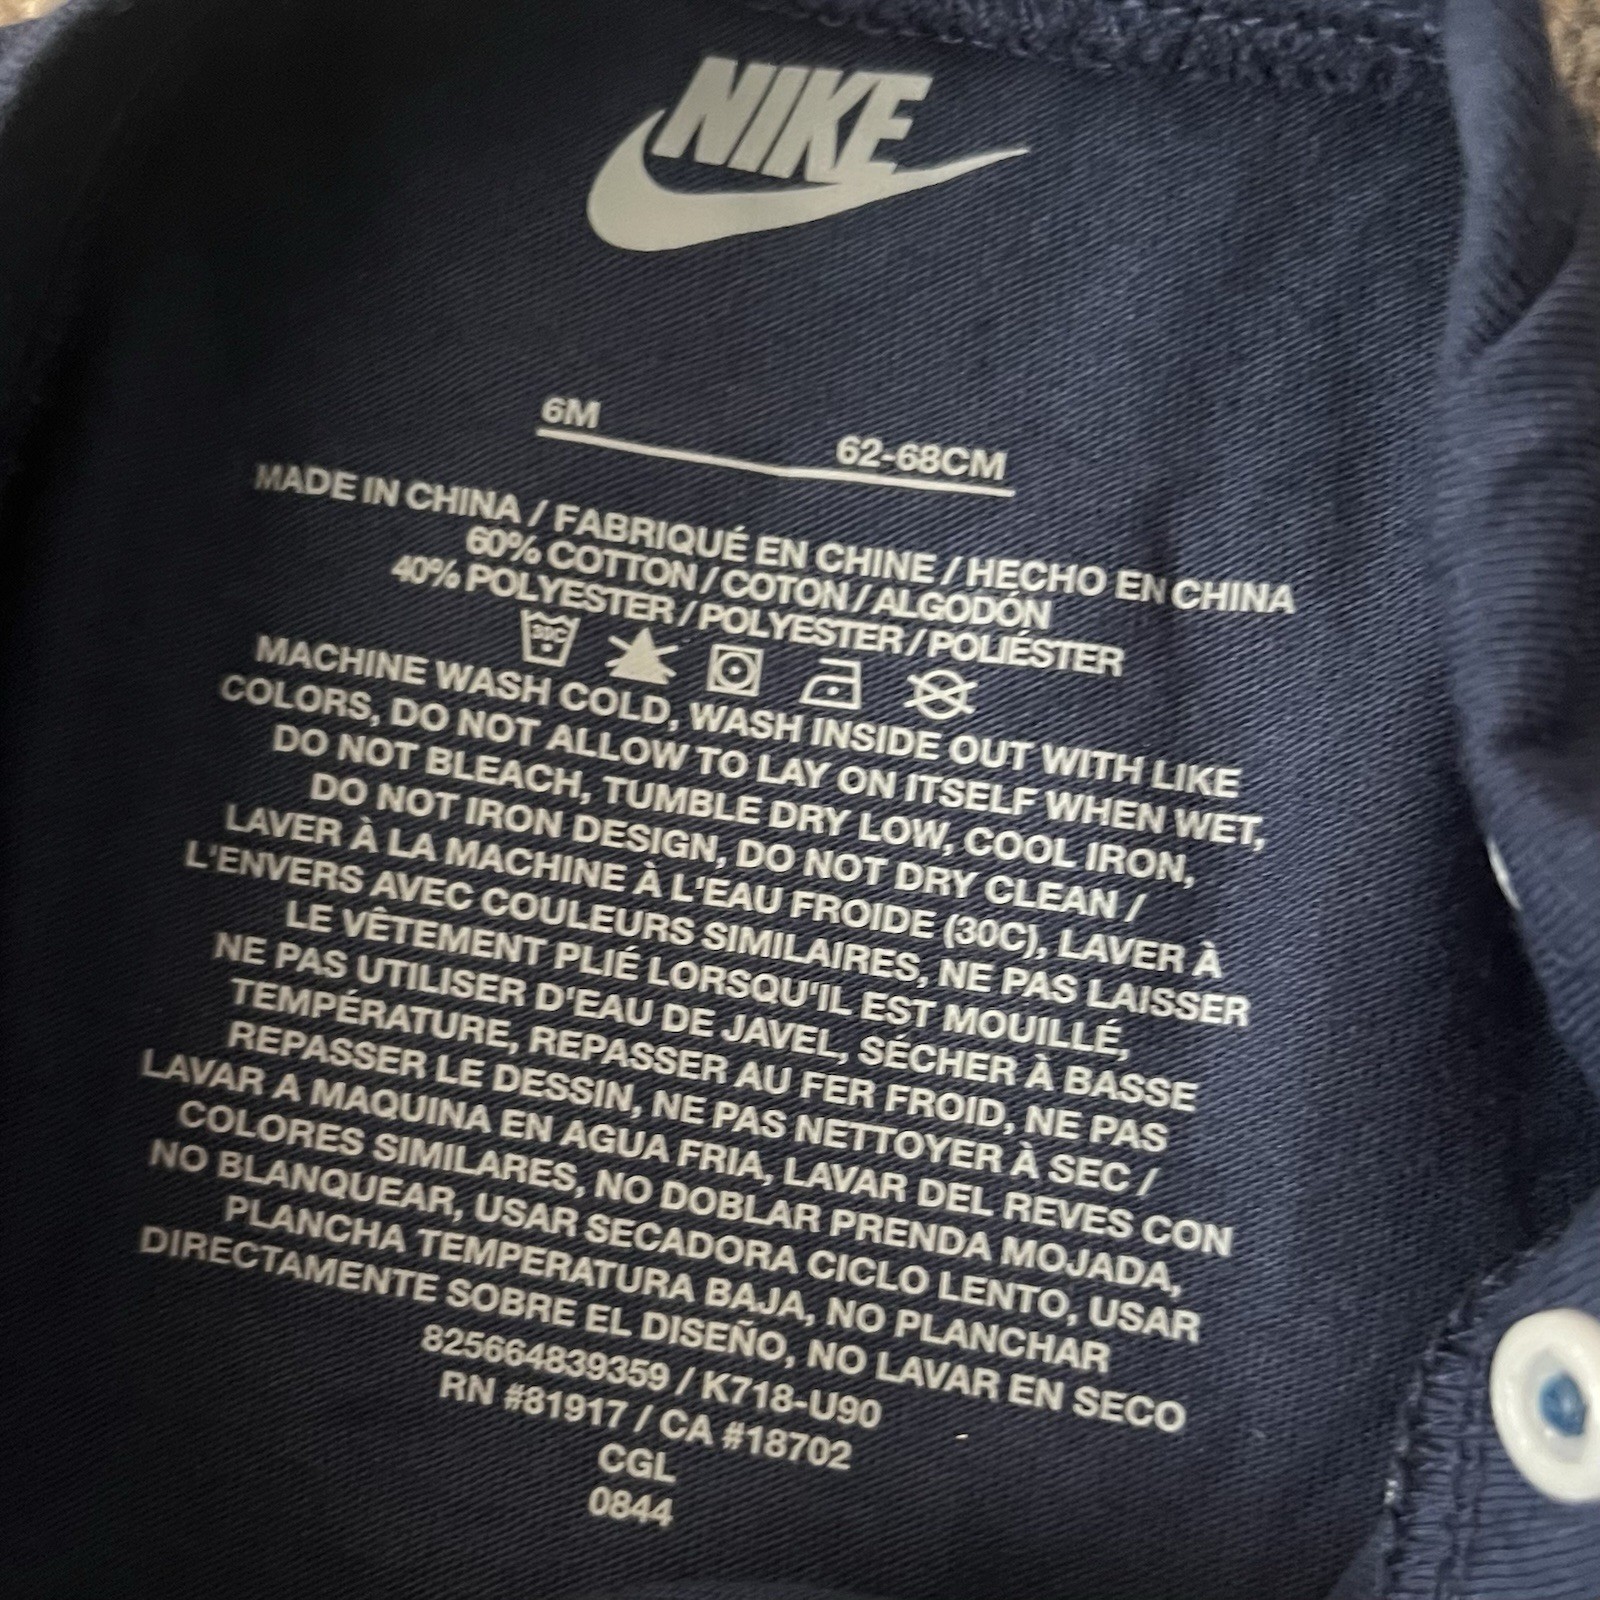 NIKE
6M
62-68CM
MADE IN CHINA / FABRIQUÉ EN CHINE / HECHO EN CHINA
60% COTTON / COTON / ALGODÓN
40% POLYESTER / POLYESTER / POLIÉSTER
30C
MACHINE WASH COLD, WASH INSIDE OUT WITH LIKE
COLORS, DO NOT ALLOW TO LAY ON ITSELF WHEN WET,
DO NOT BLEACH, TUMBLE DRY LOW, COOL IRON,
DO NOT IRON DESIGN, DO NOT DRY CLEAN /
LAVER À LA MACHINE À L'EAU FROIDE (30C), LAVER À
L'ENVERS AVEC COULEURS SIMILAIRES, NE PAS LAISSER
LE VÊTEMENT PLIÉ LORSQU'IL EST MOUILLÉ,
NE PAS UTILISER D'EAU DE JAVEL, SÉCHER À BASSE
TEMPÉRATURE, REPASSER AU FER FROID, NE PAS
REPASSER LE DESSIN, NE PAS NETTOYER À SEC /
LAVAR A MAQUINA EN AGUA FRIA, LAVAR DEL REVES CON
COLORES SIMILARES, NO DOBLAR PRENDA MOJADA,
NO BLANQUEAR, USAR SECADORA CICLO LENTO, USAR
PLANCHA TEMPERATURA BAJA, NO PLANCHAR
DIRECTAMENTE SOBRE EL DISEÑO, NO LAVAR EN SECO
825664839359 / K718-U90
RN #81917 / CA #18702
CGL
0844